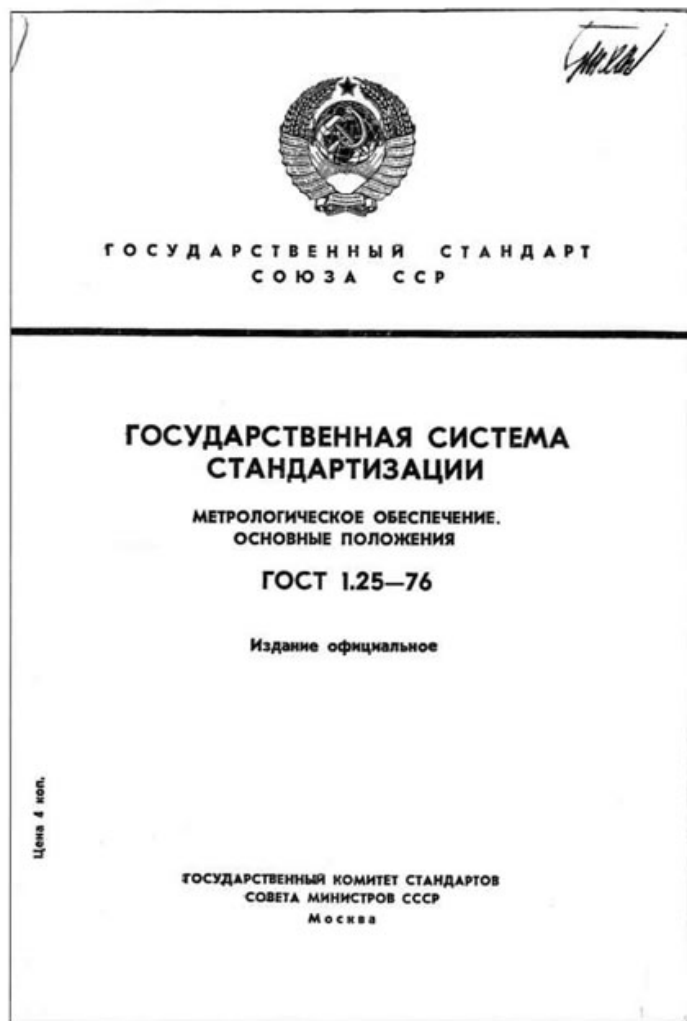 ГОСУДАРСТВЕННЫЙ СТАНДАРТ
СОЮЗА ССР
ГОСУДАРСТВЕННАЯ СИСТЕМА
СТАНДАРТИЗАЦИИ
МЕТРОЛОГИЧЕСКОЕ ОБЕСПЕЧЕНИЕ.
ОСНОВНЫЕ ПОЛОЖЕНИЯ
ГОСТ 1.25—76
Издание официальное
Цена 4 коп.
ГОСУДАРСТВЕННЫЙ КОМИТЕТ СТАНДАРТОВ
СОВЕТА МИНИСТРОВ СССР
Москва